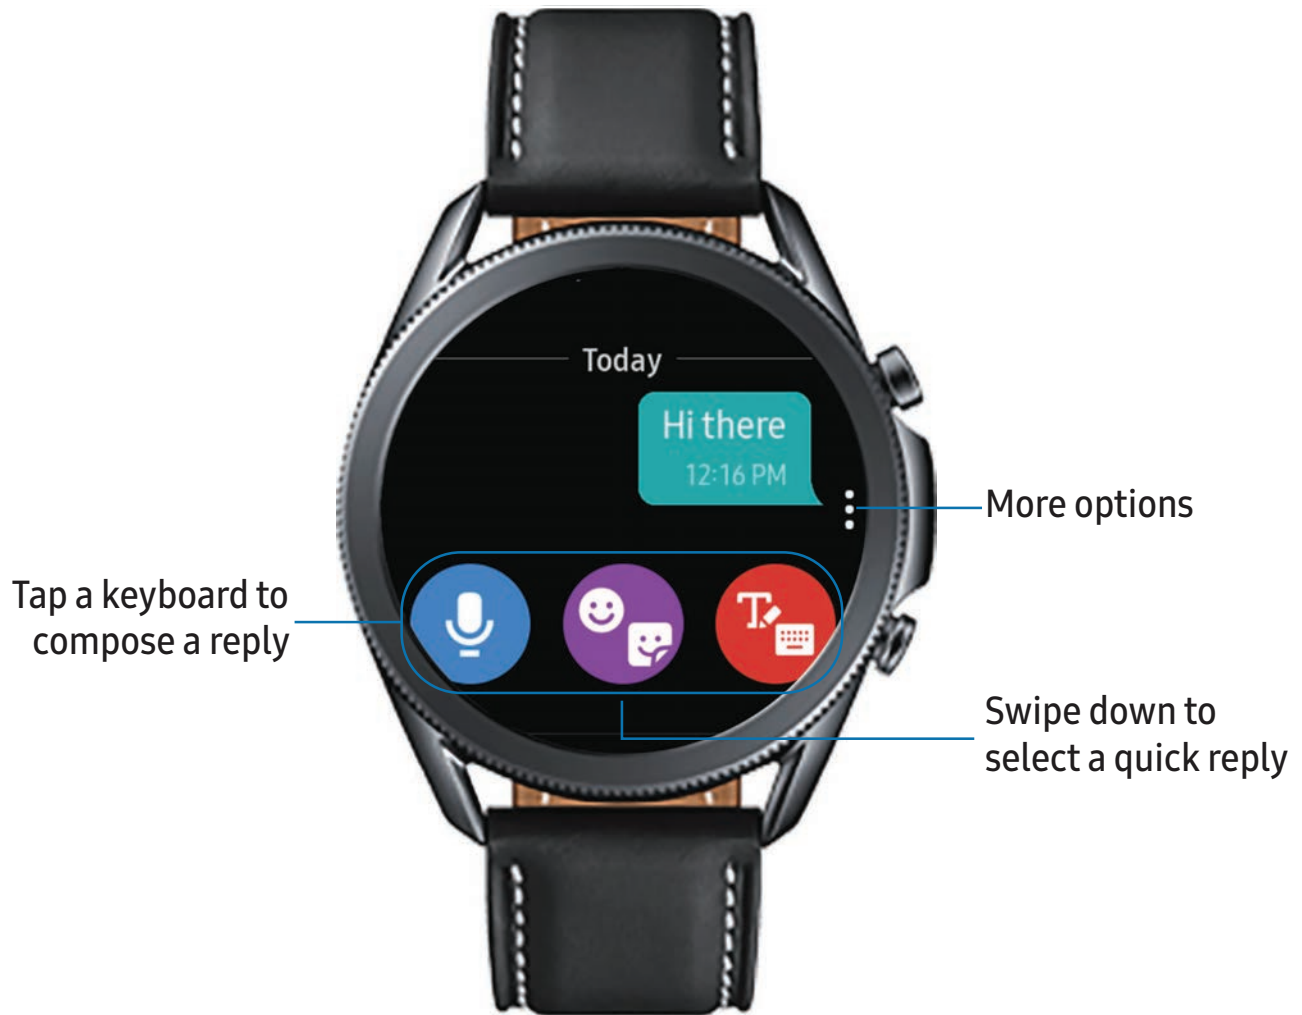 Today
Hi there
12:16 PM
More options
Tap a keyboard to
compose a reply
Swipe down to
select a quick reply